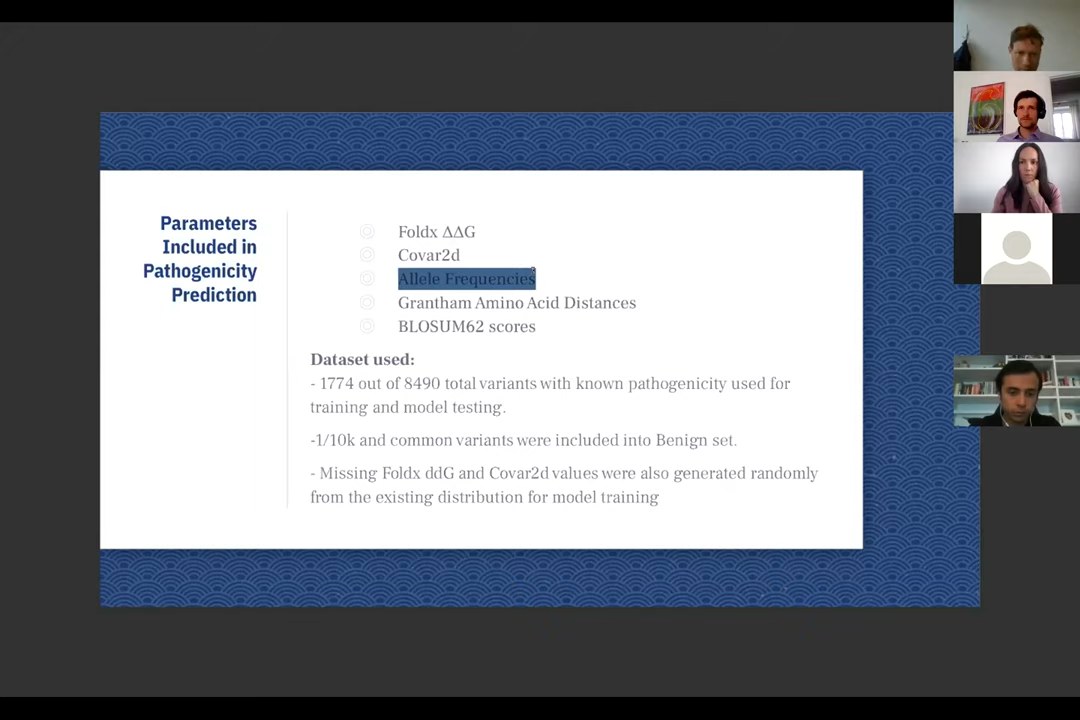 Parameters
Included in
Pathogenicity
Prediction
Foldx ΔΔG
Covar2d
Allele Frequencies
Grantham Amino Acid Distances
BLOSUM62 scores
Dataset used:
- 1774 out of 8490 total variants with known pathogenicity used for
training and model testing.
-1/10k and common variants were included into Benign set.
- Missing Foldx ddG and Covar2d values were also generated randomly
from the existing distribution for model training